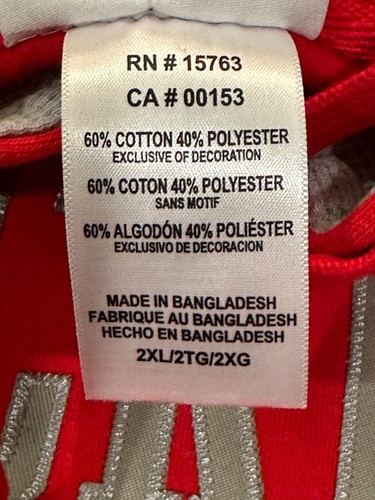 RN # 15763
CA # 00153
60% COTTON 40% POLYESTER
EXCLUSIVE OF DECORATION
60% COTON 40% POLYESTER
SANS MOTIF
60% ALGODÓN 40% POLIÉSTER
EXCLUSIVO DE DECORACION
MADE IN BANGLADESH
FABRIQUE AU BANGLADESH
HECHO EN BANGLADESH
2XL/2TG/2XG